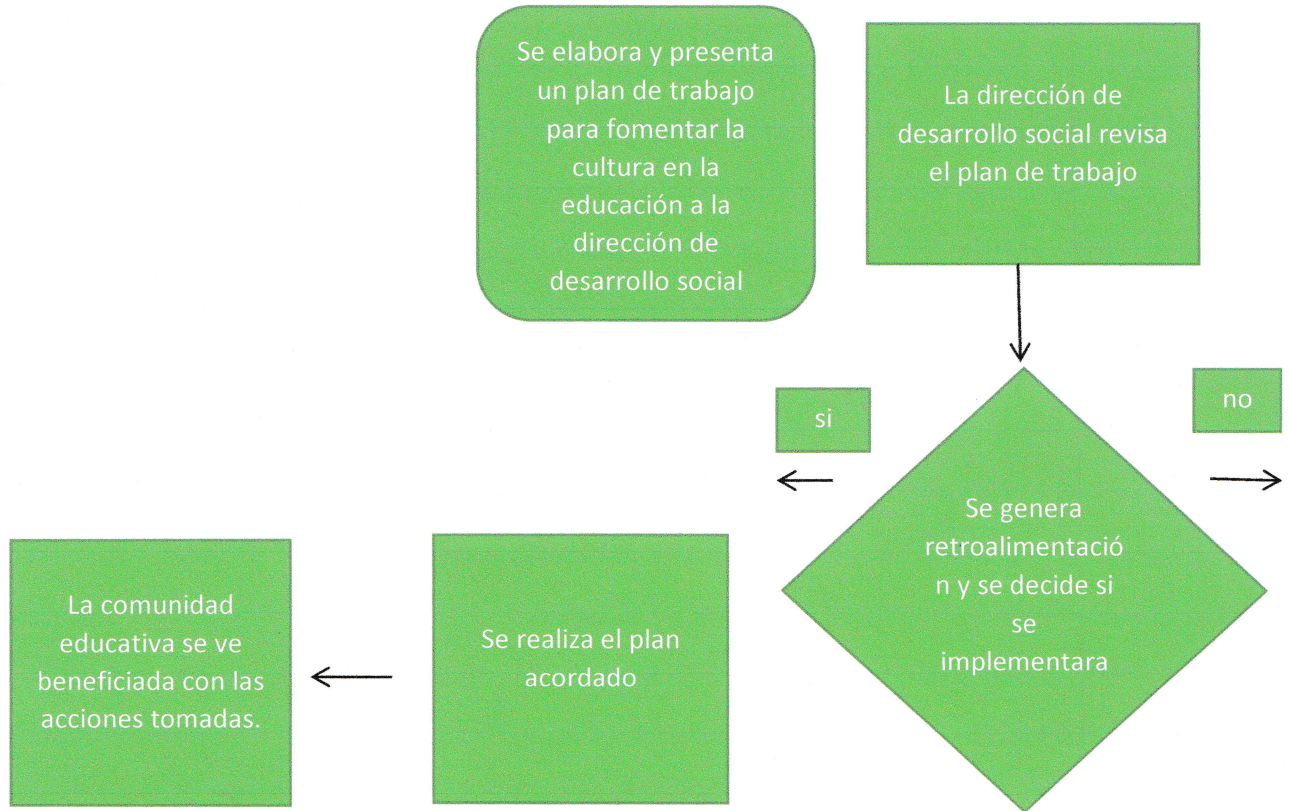 Se elabora y presenta
un plan de trabajo
para fomentar la
cultura en la
educación a la
dirección de
desarrollo social
La dirección de
desarrollo social revisa
el plan de trabajo
si
no
Se genera
retroalimentació
n y se decide si
se
implementara
Se realiza el plan
acordado
La comunidad
educativa se ve
beneficiada con las
acciones tomadas.